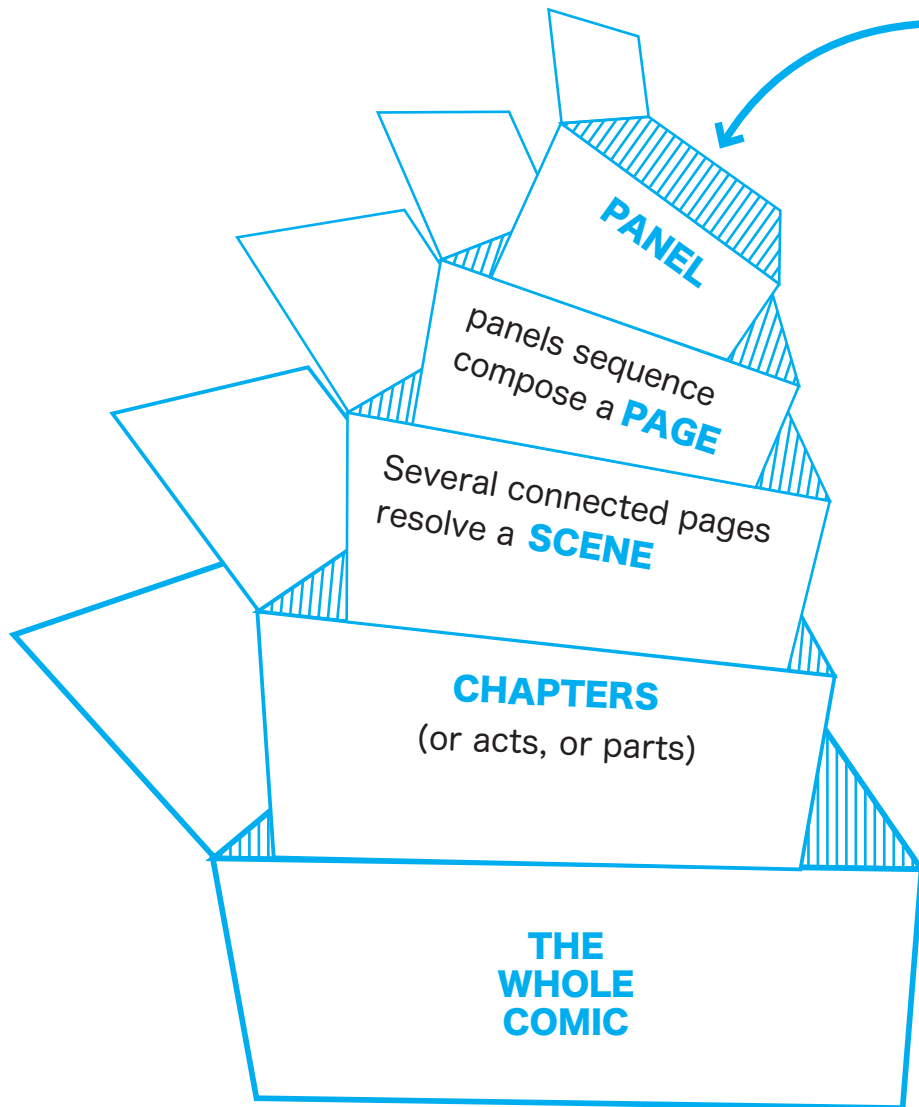 PANEL
panels sequence
compose a PAGE
Several connected pages
resolve a SCENE
CHAPTERS
(or acts, or parts)
THE
WHOLE
COMIC